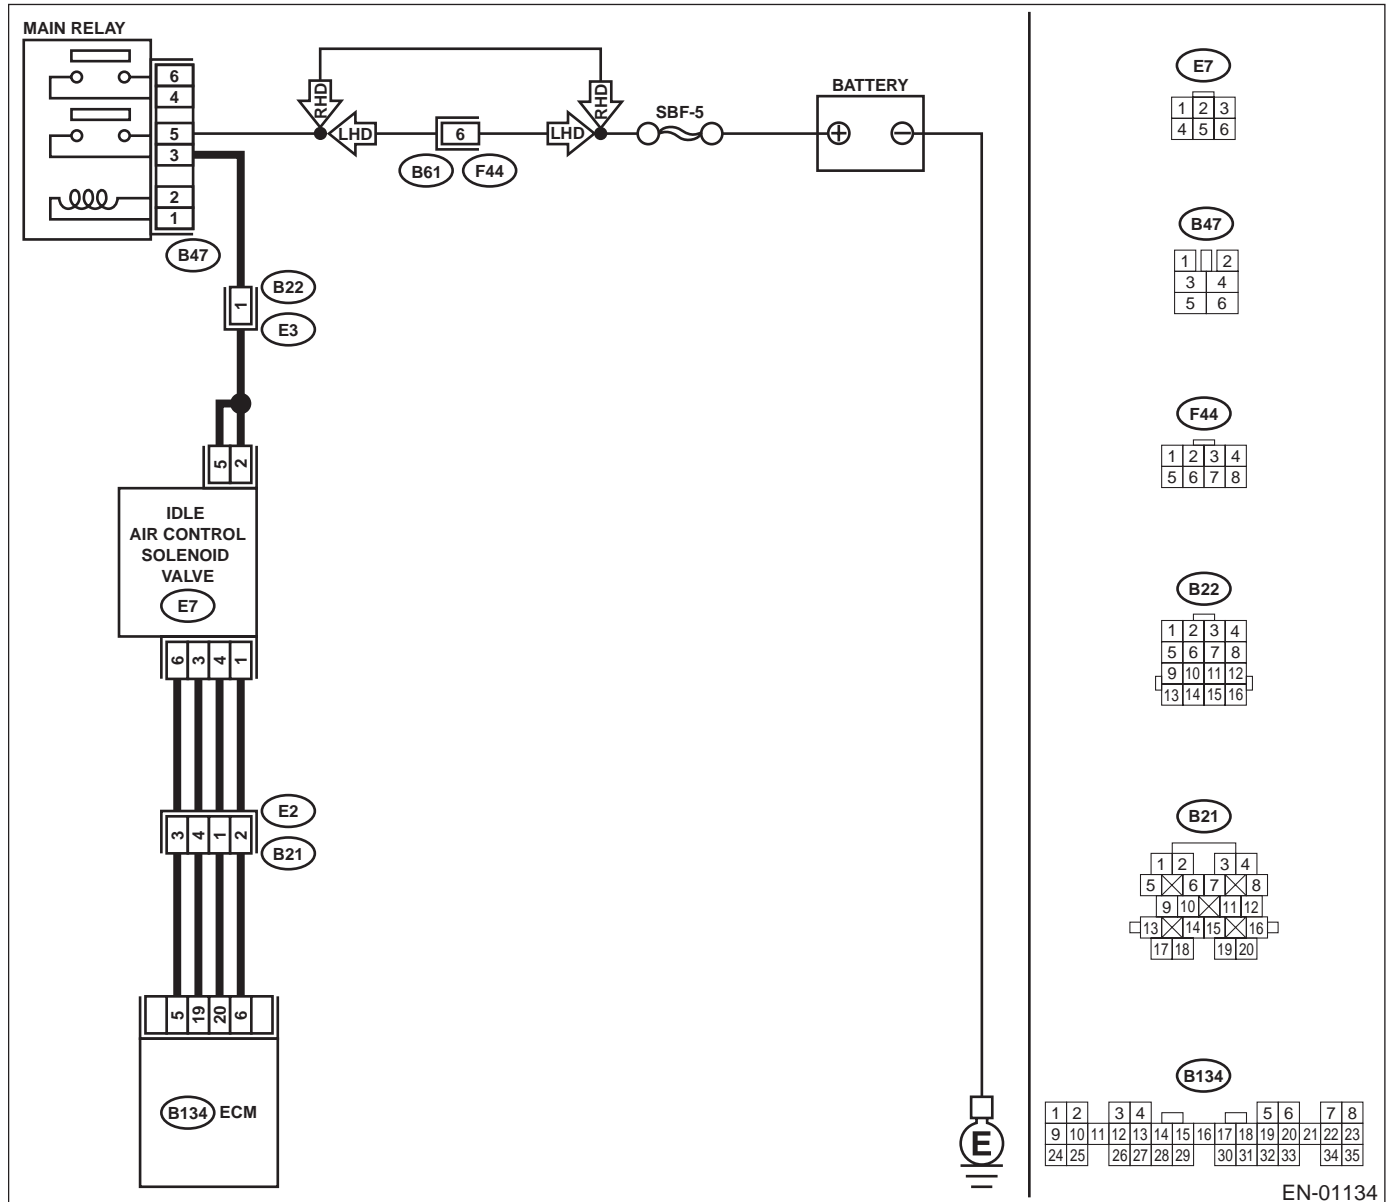 MAIN RELAY
6
4
5
3
2
1
B47
RHD
LHD
6
B61
F44
LHD
RHD
SBF-5
BATTERY
B22
1
E3
5 2
IDLE
AIR CONTROL
SOLENOID
VALVE
E7
6 3 4 1
E2
3 4 1 2
B21
5 19 20 6
B134 ECM
E
E7
1 2 3
4 5 6
B47
1 2
3 4
5 6
F44
1 2 3 4
5 6 7 8
B22
1 2 3 4
5 6 7 8
9 10 11 12
13 14 15 16
B21
1 2 3 4
5 6 7 8
9 10 11 12
13 14 15 16
17 18 19 20
B134
1 2 3 4 5 6 7 8
9 10 11 12 13 14 15 16 17 18 19 20 21 22 23
24 25 26 27 28 29 30 31 32 33 34 35
EN-01134